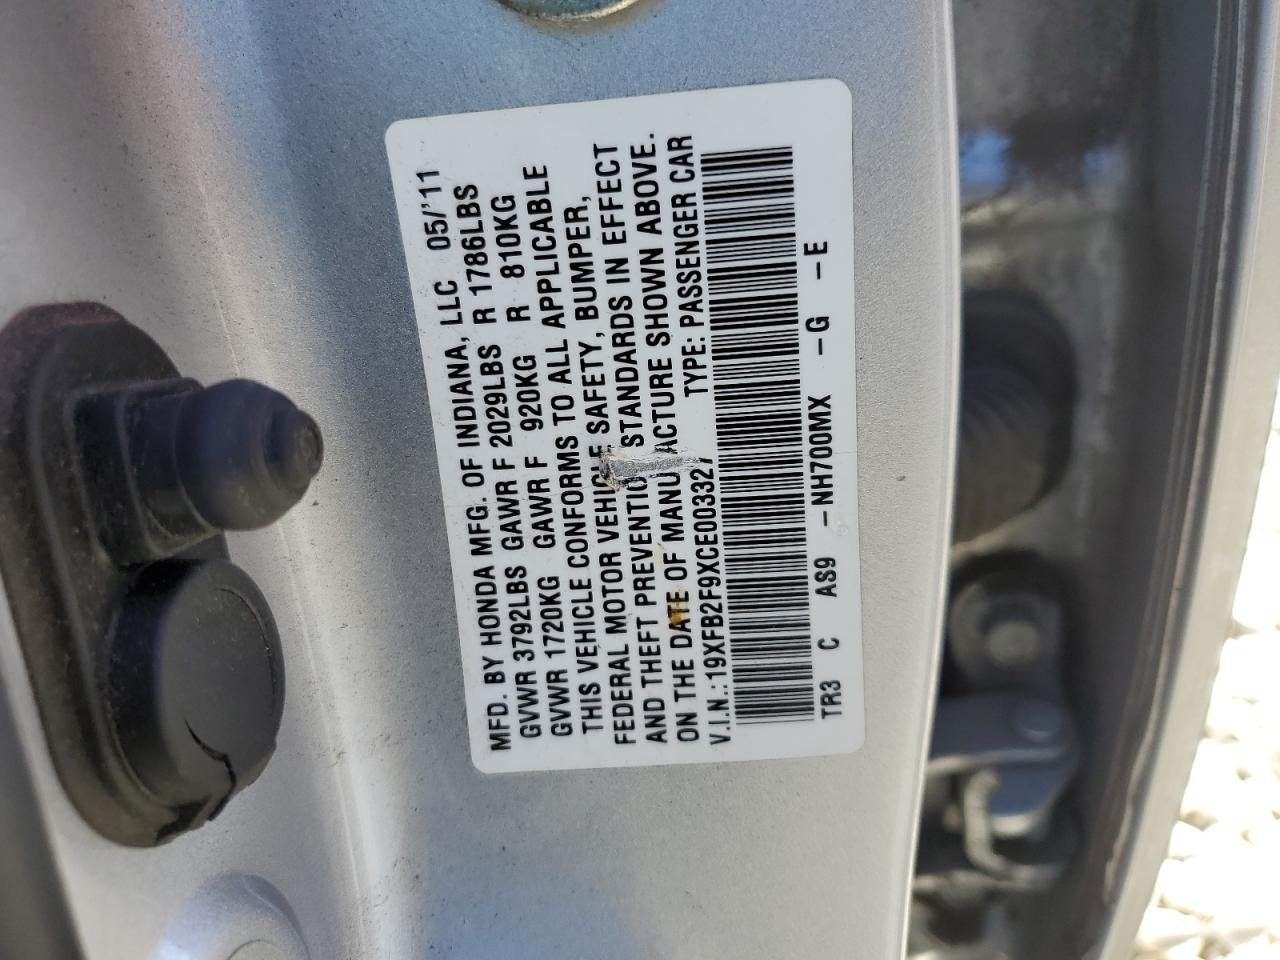 MFD. BY HONDA MFG. OF INDIANA, LLC 05/'11
GVWR 3792LBS GAWR F 2029LBS R 1786LBS
GVWR 1720KG GAWR F 920KG R 810KG
THIS VEHICLE CONFORMS TO ALL APPLICABLE
FEDERAL MOTOR VEHICLE SAFETY, BUMPER,
AND THEFT PREVENTION STANDARDS IN EFFECT
ON THE DATE OF MANUFACTURE SHOWN ABOVE.
V.I.N.: 19XFB2F9XCE003327 TYPE: PASSENGER CAR
TR3 C AS9 - NH700MX -G - E